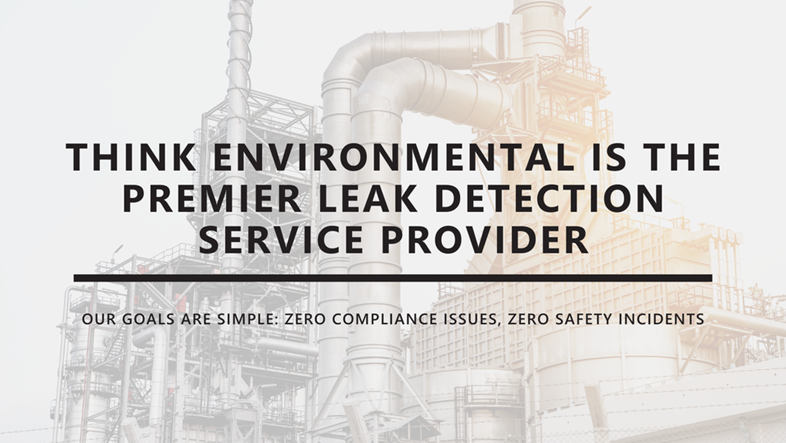 THINK ENVIRONMENTAL IS THE
PREMIER LEAK DETECTION
SERVICE PROVIDER
OUR GOALS ARE SIMPLE: ZERO COMPLIANCE ISSUES, ZERO SAFETY INCIDENTS